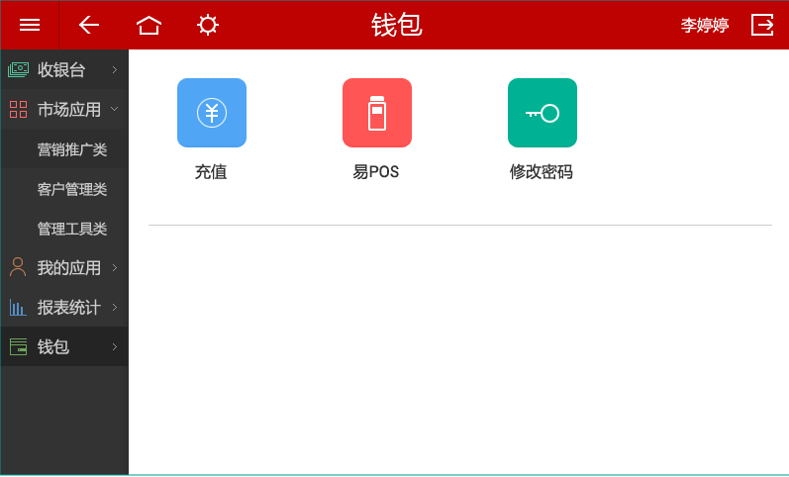 钱包
李婷婷
收银台
市场应用
营销推广类
客户管理类
管理工具类
我的应用
报表统计
钱包
充值
易POS
修改密码